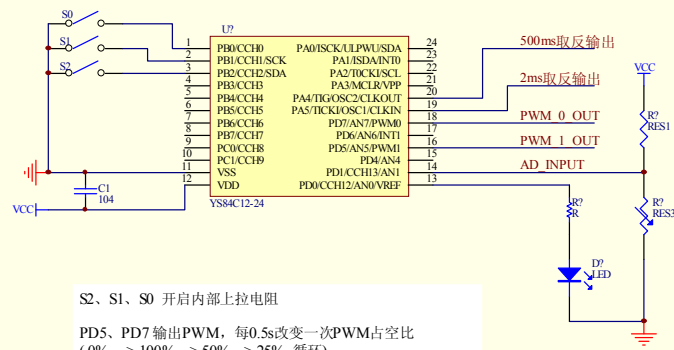 S0
S1
S2
U?
1 PB0/CCH0
2 PB1/CCH1/SCK
3 PB2/CCH2/SDA
4 PB3/CCH3
5 PB4/CCH4
6 PB5/CCH5
7 PB6/CCH6
8 PB7/CCH7
9 PC0/CCH8
10 PC1/CCH9
11 VSS
12 VDD
PA0/ISCK/ULPWU/SDA 24
PA1/ISDA/INT0 23
PA2/T0CKI/SCL 22
PA3/MCLR/VPP 21
PA4/TIG/OSC2/CLKOUT 20
PA5/TICKI/OSC1/CLKIN 19
PD7/AN7/PWM0 18
PD6/AN6/INT1 17
PD5/AN5/PWM1 16
PD4/AN4 15
PD1/CCH13/AN1 14
PD0/CCH12/AN0/VREF 13
YS84C12-24
500ms取反输出
2ms取反输出
PWM_0_OUT
PWM_1_OUT
AD_INPUT
VCC
R?
RES1
R?
RES3
R?
R
D?
LED
C1
104
VCC
S2、S1、S0 开启内部上拉电阻
PD5、PD7 输出PWM，每0.5s改变一次PWM占空比
( 0% --> 100% --> 50% --> 25% 循环)